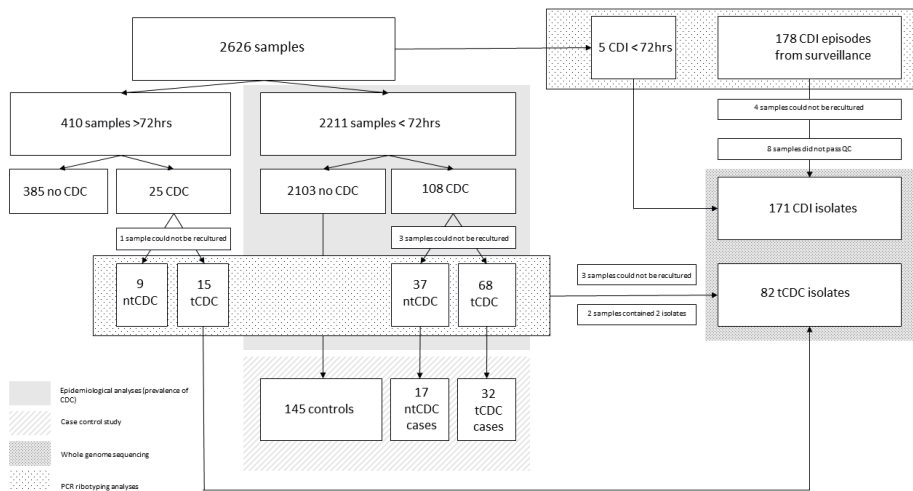 2626 samples
5 CDI < 72hrs
178 CDI episodes
from surveillance
4 samples could not be recultured
8 samples did not pass QC
410 samples >72hrs
2211 samples < 72hrs
385 no CDC
25 CDC
2103 no CDC
108 CDC
171 CDI isolates
1 sample could not be recultured
3 samples could not be recultured
9
ntCDC
15
tCDC
37
ntCDC
68
tCDC
3 samples could not be recultured
2 samples contained 2 isolates
82 tCDC isolates
145 controls
17
ntCDC
cases
32
tCDC
cases
Epidemiological analyses (prevalence of
CDC)
Case control study
Whole genome sequencing
PCR ribotyping analyses